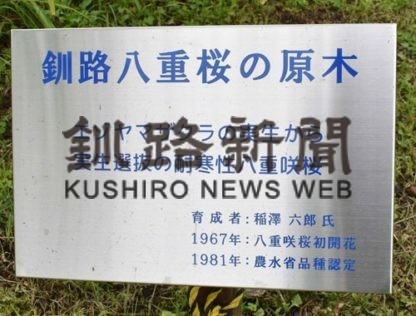 釧路八重桜の原木
エゾヤマザクラの実生から
釧路新聞
実生選抜の耐寒性八重咲桜
KUSHIRO NEWS WEB
育成者：稲澤 六郎 氏
1967年：八重咲桜初開花
1981年：農水省品種認定